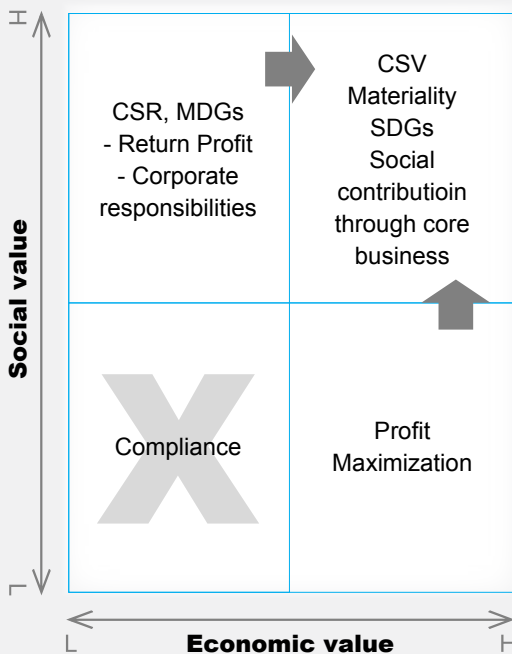 H
CSR, MDGs
- Return Profit
- Corporate
responsibilities
CSV
Materiality
SDGs
Social
contributioin
through core
business
Social value
X
Compliance
Profit
Maximization
L
L
Economic value
H